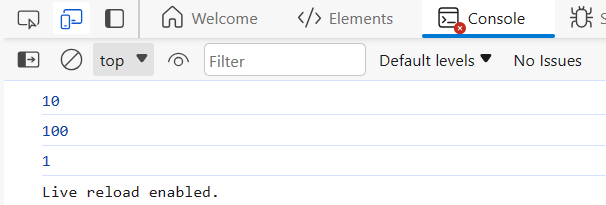 Welcome Elements Console S
top Filter Default levels No Issues
10
100
1
Live reload enabled.